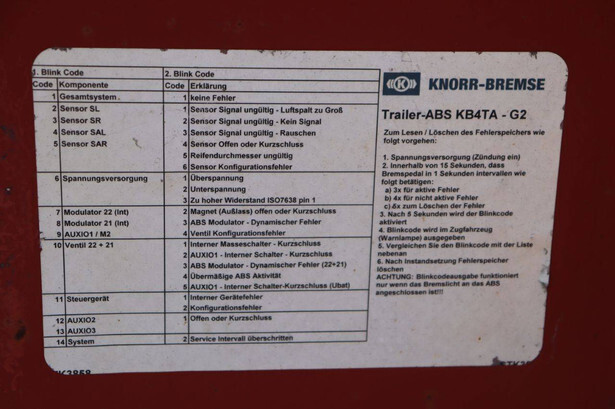 1. Blink Code 2. Blink Code
Code Komponente Code Erklärung
1 Gesamtsystem 1 keine Fehler
2 Sensor SL 1 Sensor Signal ungültig - Luftspalt zu Groß
3 Sensor SR 2 Sensor Signal ungültig - Kein Signal
4 Sensor SAL 3 Sensor Signal ungültig - Rauschen
5 Sensor SAR 4 Sensor Offen oder Kurzschluss
5 Reifendurchmesser ungültig
6 Sensor Konfigurationsfehler
6 Spannungsversorgung 1 Überspannung
2 Unterspannung
3 Zu hoher Widerstand ISO7638 pin 1
7 Modulator 22 (Int) 2 Magnet (Außlass) offen oder Kurzschluss
8 Modulator 21 (Int) 3 ABS Modulator - Dynamischer Fehler
9 AUXIO1 / M2 4 Ventil Konfigurationsfehler
10 Ventil 22 + 21 1 Interner Masseschalter - Kurzschluss
2 AUXIO1 - Interner Schalter - Kurzschluss
3 ABS Modulator - Dynamischer Fehler (22+21)
4 Übermäßige ABS Aktivität
5 AUXIO1 - Interner Schalter-Kurzschluss (Ubat)
11 Steuergerät 1 Interner Gerätefehler
2 Konfigurationsfehler
12 AUXIO2 1 Offen oder Kurzschluss
13 AUXIO3
14 System 2 Service Intervall überschritten
KNORR-BREMSE
Trailer-ABS KB4TA - G2
Zum Lesen / Löschen des Fehlerspeichers wie
folgt vorgehen:
1. Spannungsversorgung (Zündung ein)
2. Innerhalb von 15 Sekunden, dass
Bremspedal in 1 Sekunden intervallen wie
folgt betätigen:
a) 3x für aktive Fehler
b) 4x für nicht aktive Fehler
c) 8x zum Löschen der Fehler
3. Nach 5 Sekunden wird der Blinkcode
aktiviert
4. Blinkcode wird im Zugfahrzeug
(Warnlampe) ausgegeben
5. Vergleichen Sie den Blinkcode mit der Liste
nebenan
6. Nach Instandsetzung Fehlerspeicher
löschen
ACHTUNG: Blinkcodeausgabe funktioniert
nur wenn das Bremslicht an das ABS
angeschlossen ist!!!